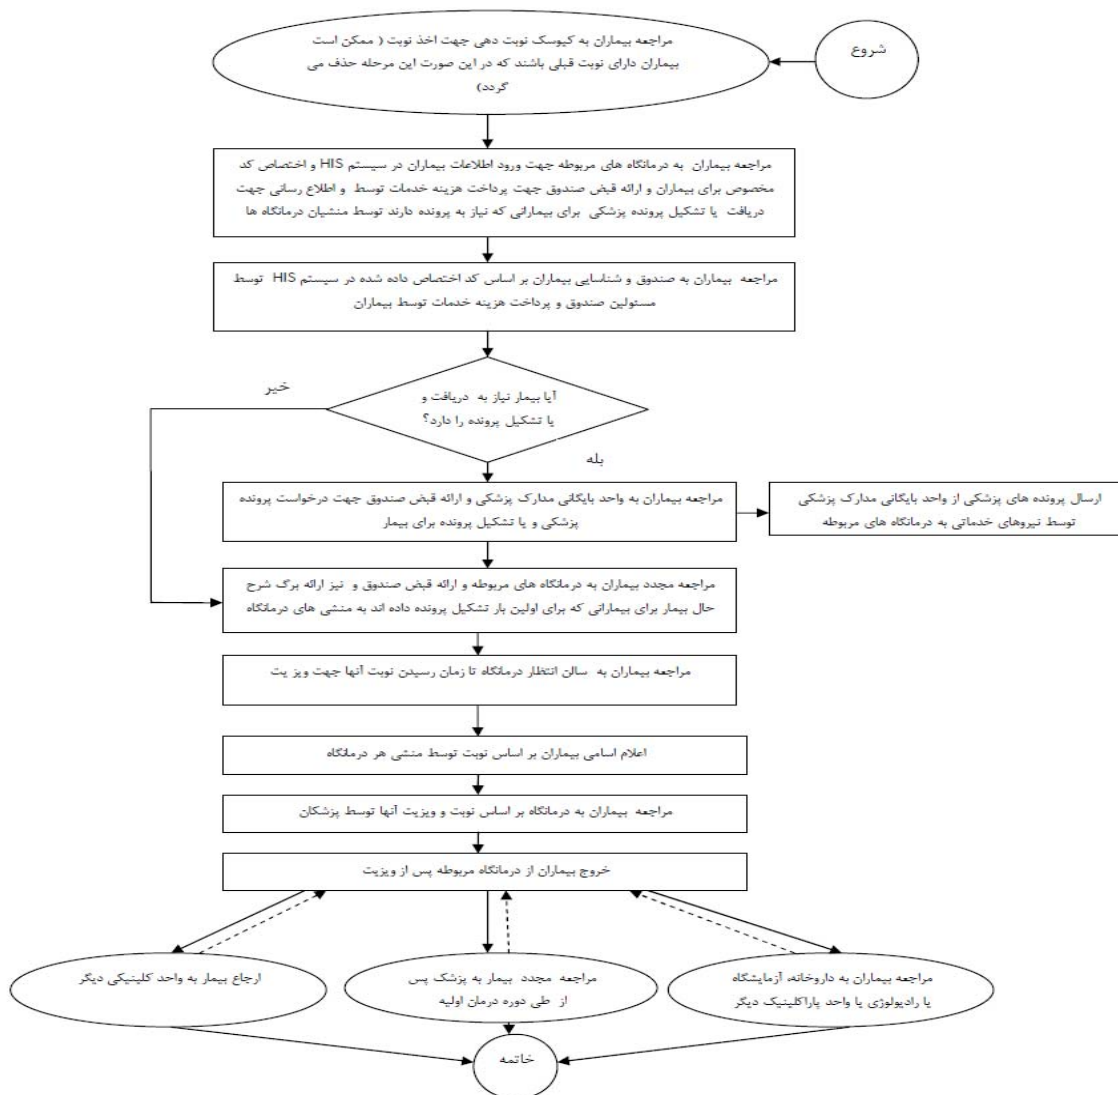 شروع
مراجعه بیماران به کیوسک نوبت دهی جهت اخذ نوبت ( ممکن است
بیماران دارای نوبت قبلی باشند که در این صورت این مرحله حذف می
گردد)
مراجعه بیماران به درمانگاه های مربوطه جهت ورود اطلاعات بیماران در سیستم HIS و اختصاص کد
مخصوص برای بیماران و ارائه قبض صندوق جهت پرداخت هزینه خدمات توسط و اطلاع رسانی جهت
دریافت یا تشکیل پرونده پزشکی برای بیمارانی که نیاز به پرونده دارند توسط منشیان درمانگاه ها
مراجعه بیماران به صندوق و شناسایی بیماران بر اساس کد اختصاص داده شده در سیستم HIS توسط
مسئولین صندوق و پرداخت هزینه خدمات توسط بیماران
آیا بیمار نیاز به دریافت و
یا تشکیل پرونده را دارد؟
خیر
بله
مراجعه بیماران به واحد بایگانی مدارک پزشکی و ارائه قبض صندوق جهت درخواست پرونده
پزشکی و یا تشکیل پرونده برای بیمار
ارسال پرونده های پزشکی از واحد بایگانی مدارک پزشکی
توسط نیروهای خدماتی به درمانگاه های مربوطه
مراجعه مجدد بیماران به درمانگاه های مربوطه و ارائه قبض صندوق و نیز ارائه برگ شرح
حال بیمار برای بیمارانی که برای اولین بار تشکیل پرونده داده اند به منشی های درمانگاه
مراجعه بیماران به سالن انتظار درمانگاه تا زمان رسیدن نوبت آنها جهت ویز یت
اعلام اسامی بیماران بر اساس نوبت توسط منشی هر درمانگاه
مراجعه بیماران به درمانگاه بر اساس نوبت و ویزیت آنها توسط پزشکان
خروج بیماران از درمانگاه مربوطه پس از ویزیت
مراجعه بیماران به داروخانه، آزمایشگاه
یا رادیولوژی یا واحد پاراکلینیک دیگر
مراجعه مجدد بیمار به پزشک پس
از طی دوره درمان اولیه
ارجاع بیمار به واحد کلینیکی دیگر
خاتمه